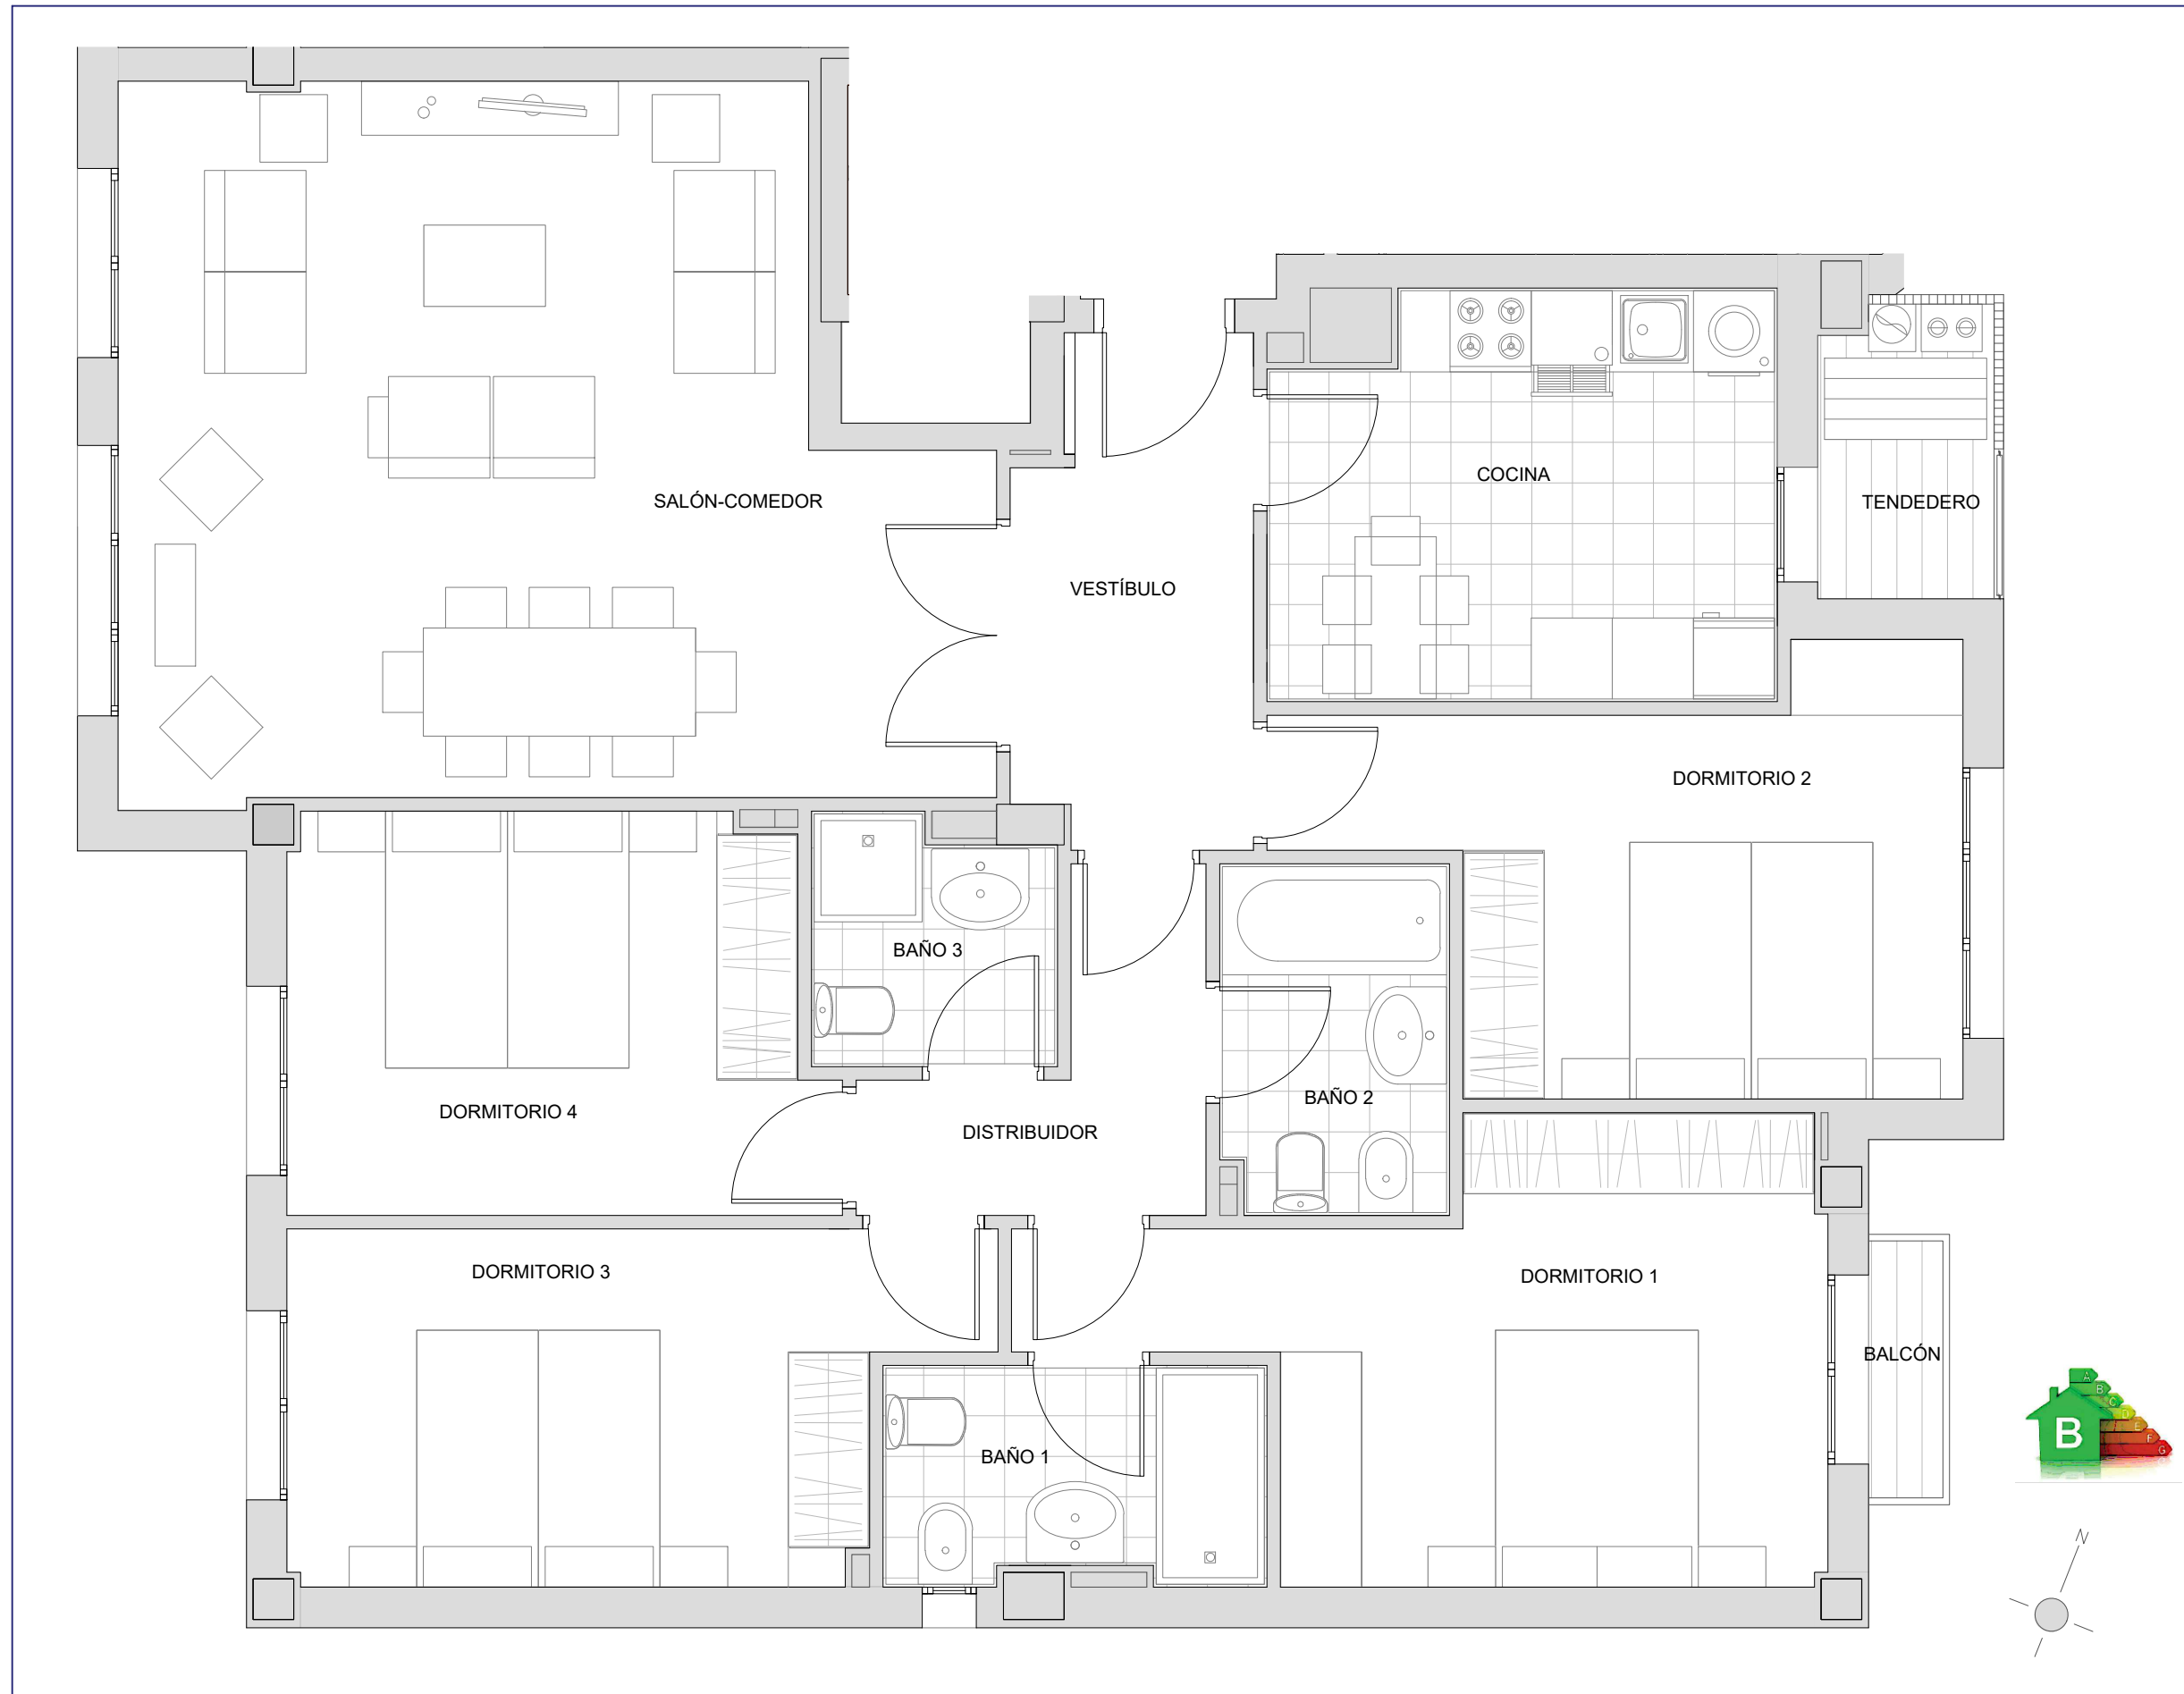 SALÓN-COMEDOR
COCINA
TENDEDERO
VESTÍBULO
DORMITORIO 2
BAÑO 3
BAÑO 2
DORMITORIO 4
DISTRIBUIDOR
DORMITORIO 3
DORMITORIO 1
BALCÓN
BAÑO 1
A
B
C
D
E
F
G
B
N